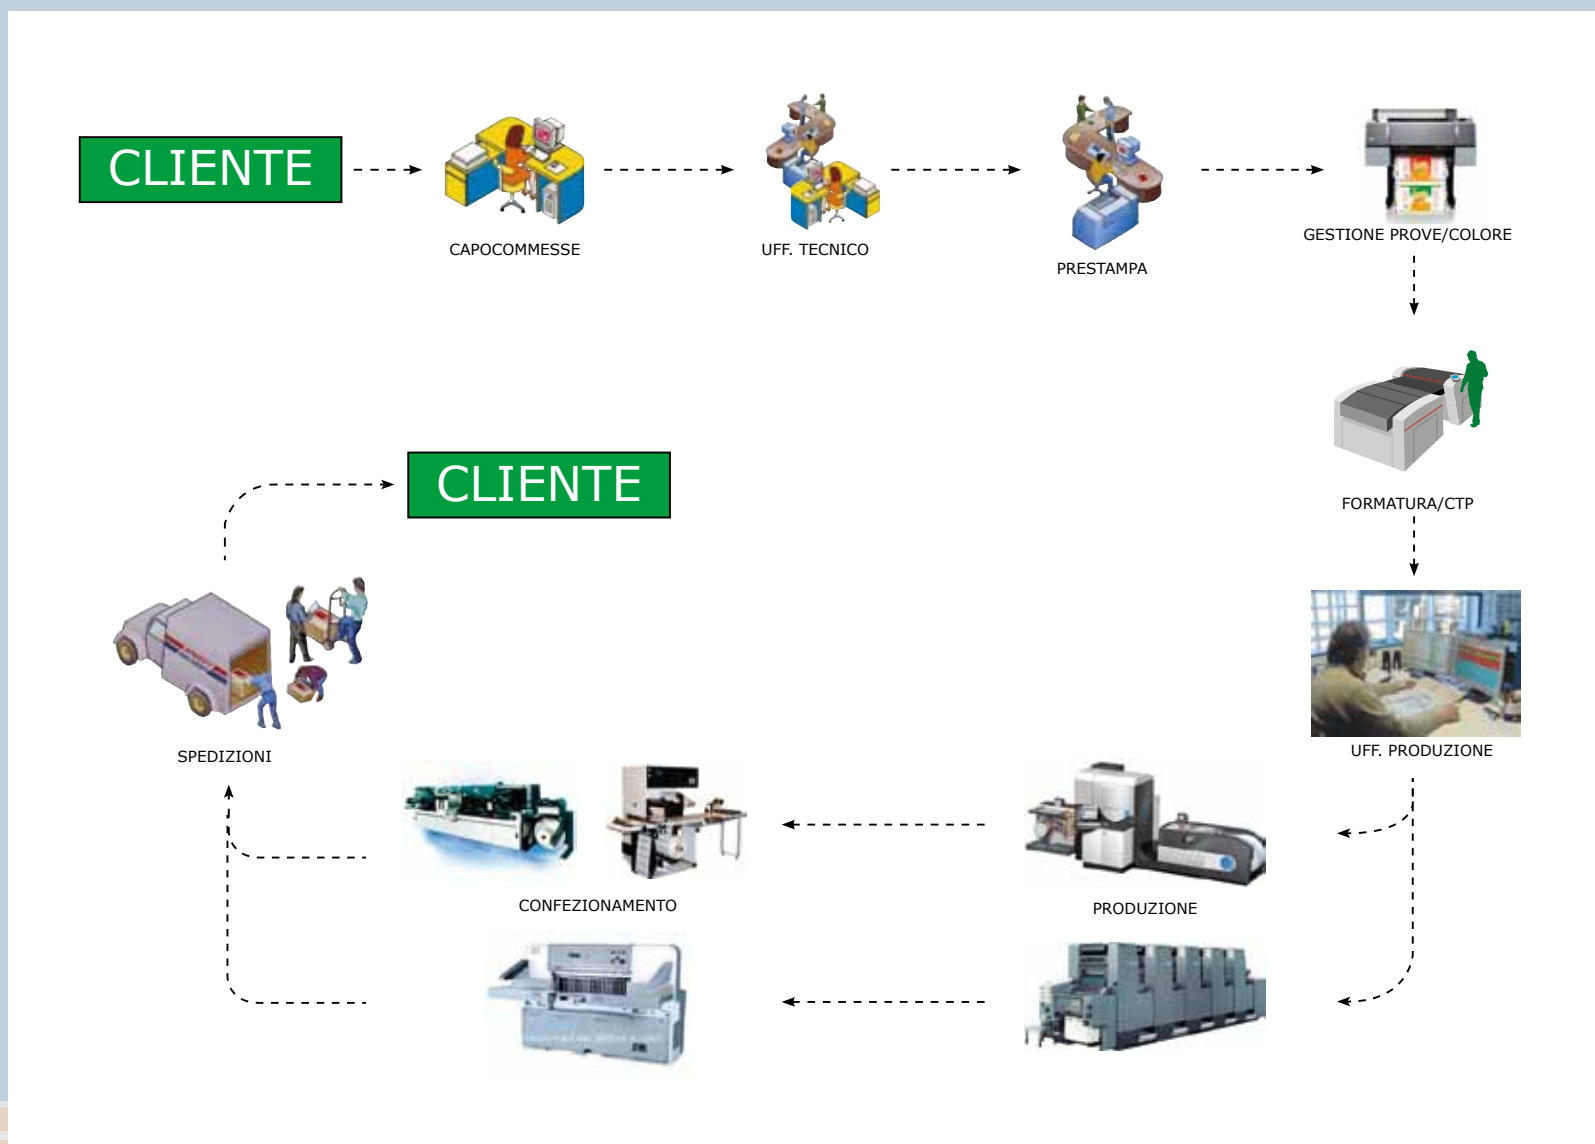 CLIENTE
CAPOCOMMESSE
UFF. TECNICO
PRESTAMPA
GESTIONE PROVE/COLORE
FORMATURA/CTP
CLIENTE
UFF. PRODUZIONE
SPEDIZIONI
CONFEZIONAMENTO
PRODUZIONE